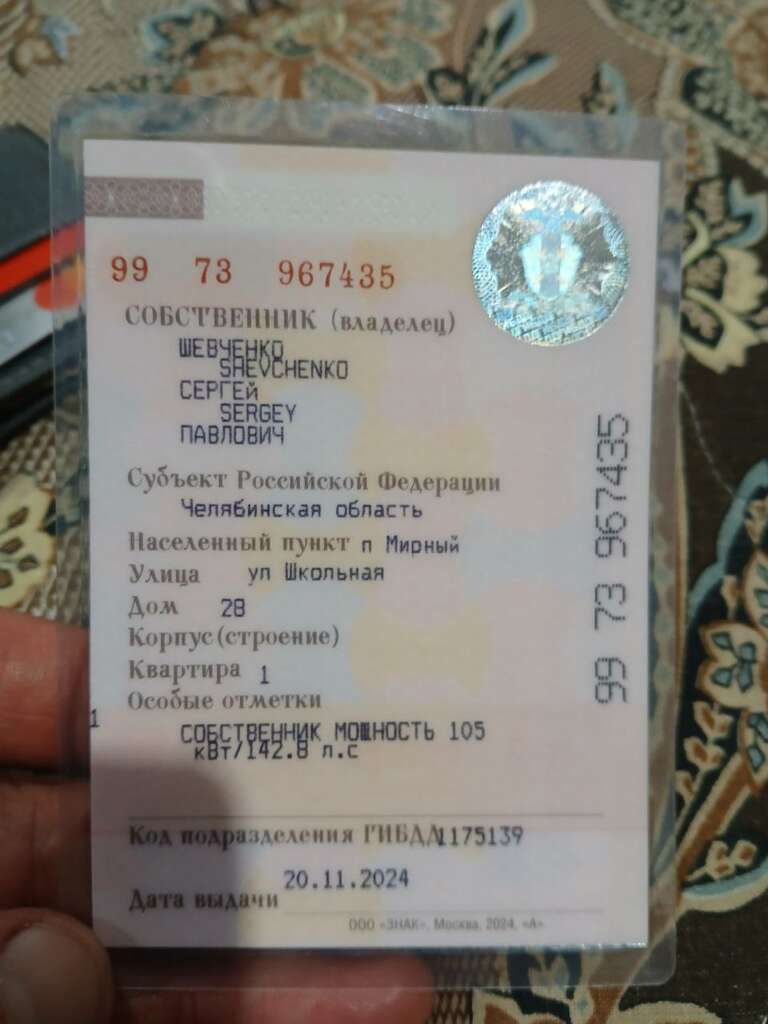 99 73 967435
СОБСТВЕННИК (владелец)
ШЕВЧЕНКО
SHEVCHENKO
СЕРГЕЙ
SERGEY
ПАВЛОВИЧ
Субъект Российской Федерации
Челябинская область
Населенный пункт п Мирный
Улица ул Школьная
Дом 28
Корпус (строение)
Квартира 1
Особые отметки
1
СОБСТВЕННИК МОЩНОСТЬ 105
кВт/142.8 л.с
Код подразделения ГИБДД 1175139
20.11.2024
Дата выдачи
ООО «ЗНАК», Москва, 2024, «А».
99 73 967435